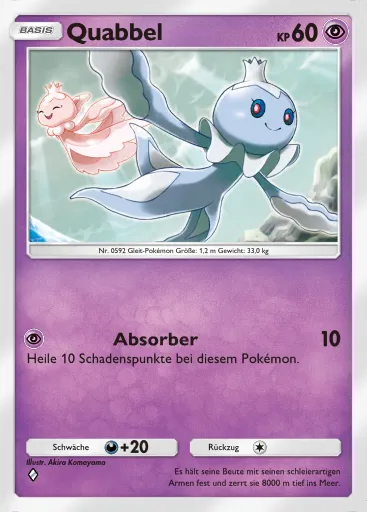 BASIS
Quabbel
KP60
Nr. 0592 Gleit-Pokémon Größe: 1,2 m Gewicht: 33,0 kg
Absorber 10
Heile 10 Schadenspunkte bei diesem Pokémon.
Schwäche +20 Rückzug
Illustr. Akira Komayama
Es hält seine Beute mit seinen schleierartigen
Armen fest und zerrt sie 8000 m tief ins Meer.